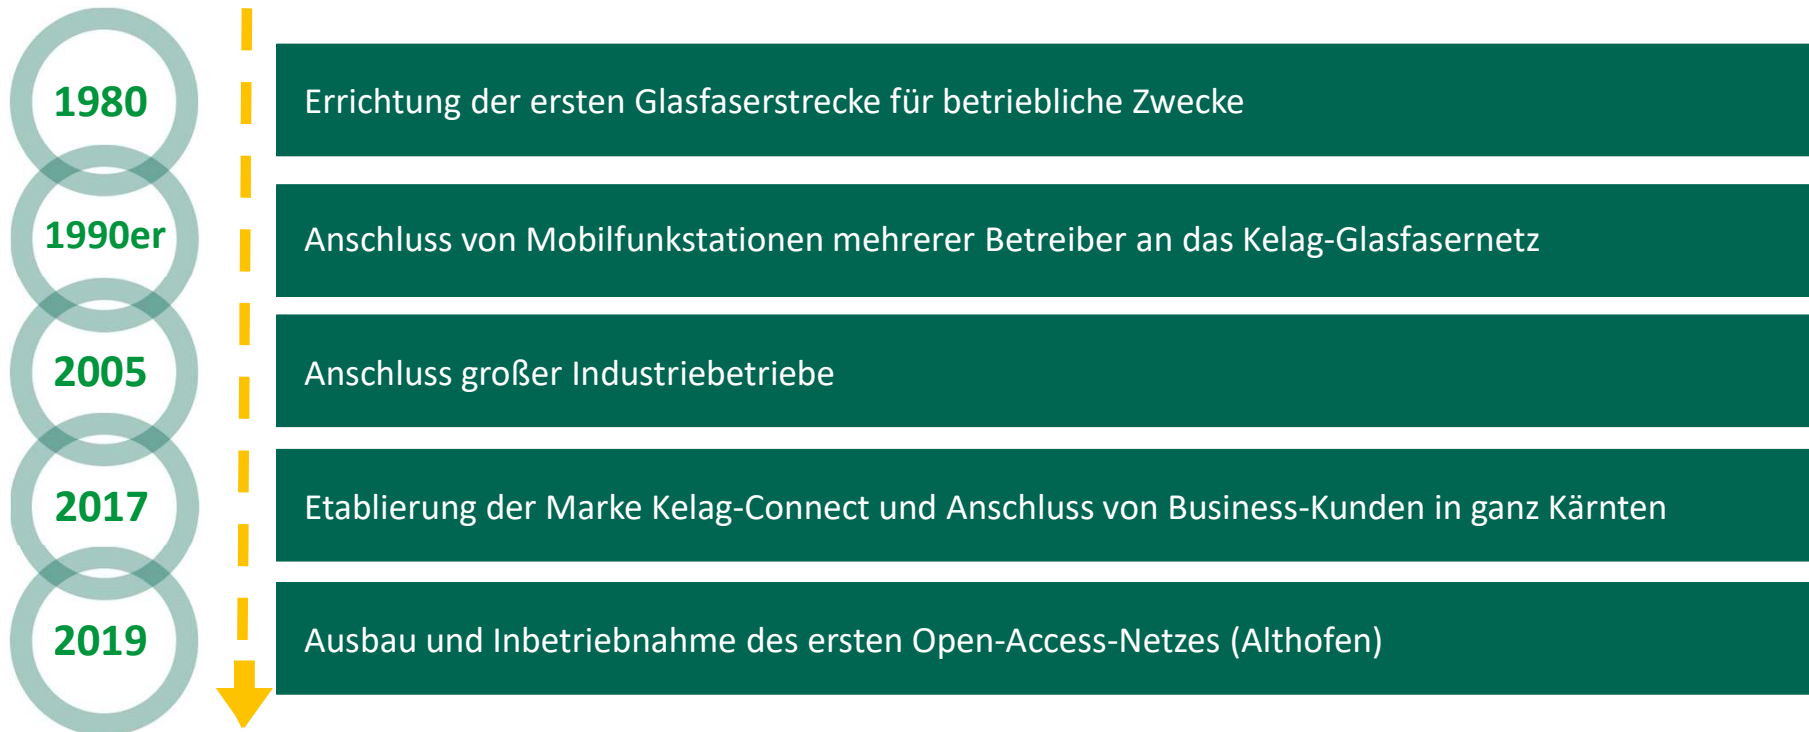 1980
Errichtung der ersten Glasfaserstrecke für betriebliche Zwecke
1990er
Anschluss von Mobilfunkstationen mehrerer Betreiber an das Kelag-Glasfasernetz
2005
Anschluss großer Industriebetriebe
2017
Etablierung der Marke Kelag-Connect und Anschluss von Business-Kunden in ganz Kärnten
2019
Ausbau und Inbetriebnahme des ersten Open-Access-Netzes (Althofen)